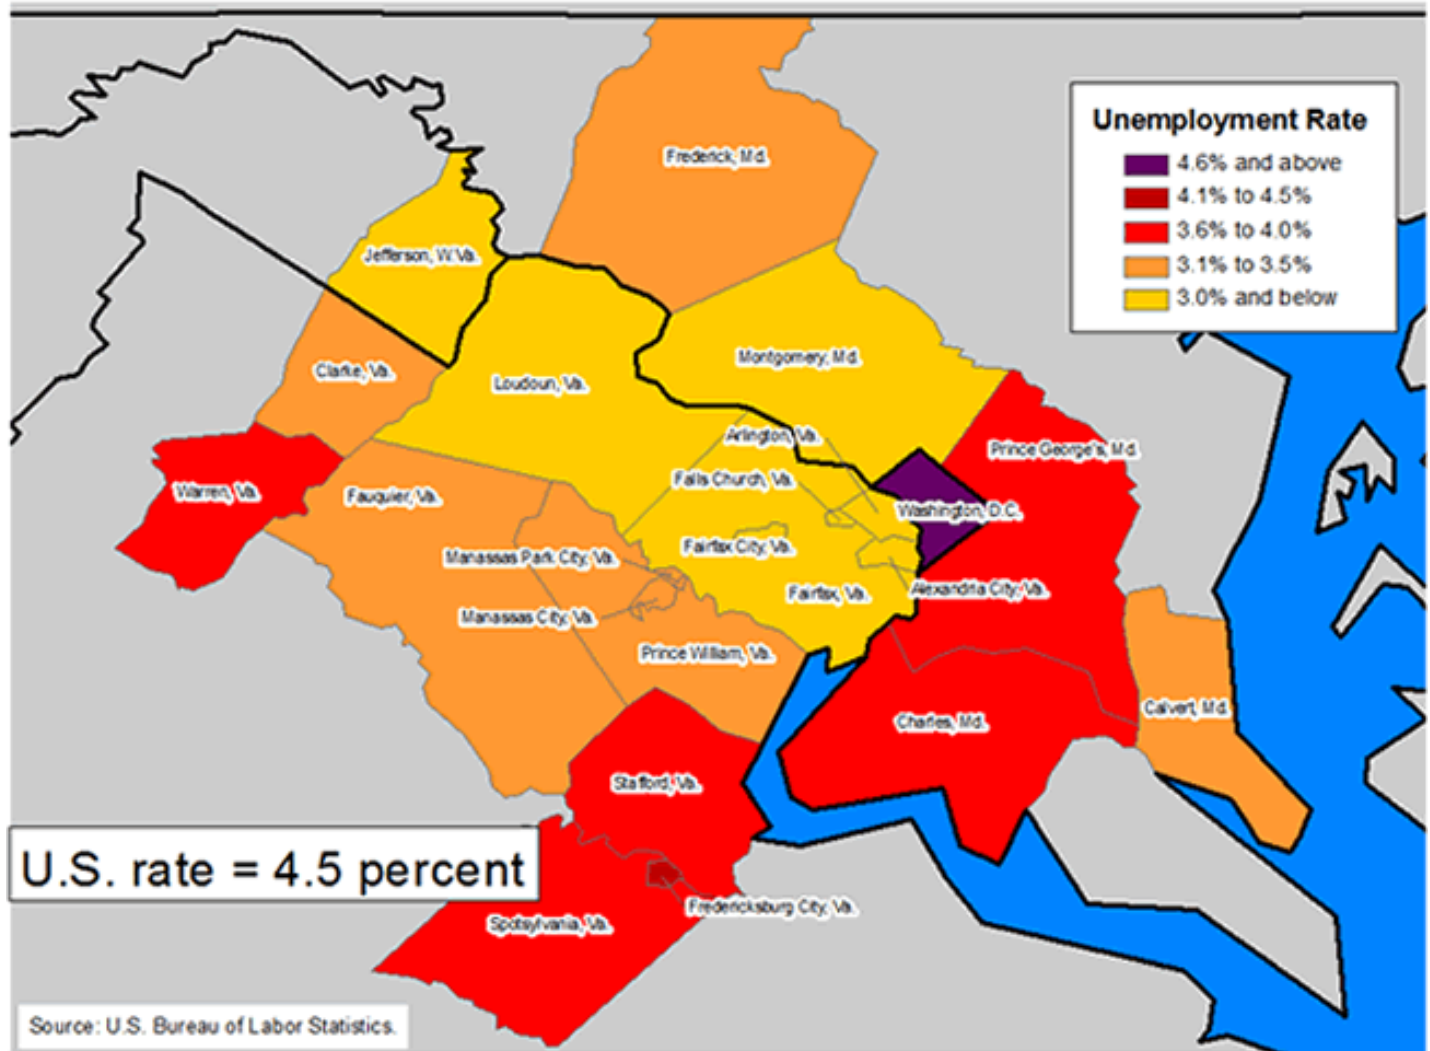 Unemployment Rate
4.6% and above
4.1% to 4.5%
3.6% to 4.0%
3.1% to 3.5%
3.0% and below
Frederick, Md.
Jefferson, W.Va.
Montgomery, Md.
Clarke, Va.
Loudoun, Va.
Arlington, Va.
Prince George's, Md.
Falls Church, Va.
Warren, Va.
Fauquier, Va.
Washington, D.C.
Fairfax City, Va.
Manassas Park City, Va.
Fairfax, Va.
Alexandria City, Va.
Manassas City, Va.
Prince William, Va.
Calvert, Md.
Charles, Md.
Stafford, Va.
U.S. rate = 4.5 percent
Fredericksburg City, Va.
Spotsylvania, Va.
Source: U.S. Bureau of Labor Statistics.